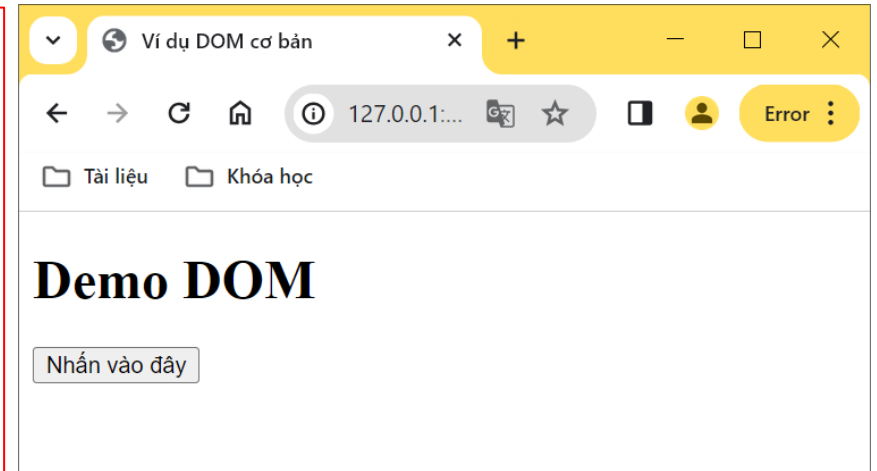 Ví dụ DOM cơ bản
127.0.0.1:...
Error
Tài liệu
Khóa học
Demo DOM
Nhấn vào đây